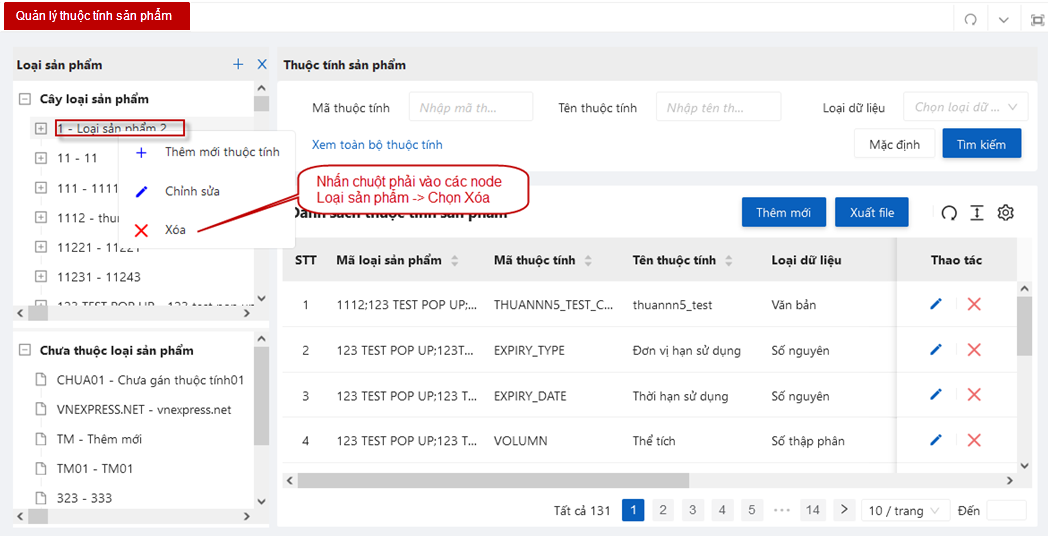 Quản lý thuộc tính sản phẩm
Loại sản phẩm
Cây loại sản phẩm
1 - Loại sản phẩm 2
11 - 11
111 - 1111
1112 - thu
11221 - 11221
11231 - 11243
123 TEST POP UP - 123 test pop up
Thêm mới thuộc tính
Chỉnh sửa
Xóa
Nhấn chuột phải vào các node
Loại sản phẩm -> Chọn Xóa
Chưa thuộc loại sản phẩm
CHUA01 - Chưa gán thuộc tính01
VNEXPRESS.NET - vnexpress.net
TM - Thêm mới
TM01 - TM01
323 - 333
Thuộc tính sản phẩm
Mã thuộc tính Nhập mã th... Tên thuộc tính Nhập tên th... Loại dữ liệu Chọn loại dữ ...
Xem toàn bộ thuộc tính Mặc định Tìm kiếm
Danh sách thuộc tính sản phẩm Thêm mới Xuất file
STT Mã loại sản phẩm Mã thuộc tính Tên thuộc tính Loại dữ liệu Thao tác
1 1112;123 TEST POP UP;... THUANNN5_TEST_C... thuannn5_test Văn bản
2 123 TEST POP UP;123T... EXPIRY_TYPE Đơn vị hạn sử dụng Số nguyên
3 123 TEST POP UP;123 T... EXPIRY_DATE Thời hạn sử dụng Số nguyên
4 123 TEST POP UP;123 T... VOLUMN Thể tích Số thập phân
Tất cả 131 1 2 3 4 5 ••• 14 > 10 / trang Đến